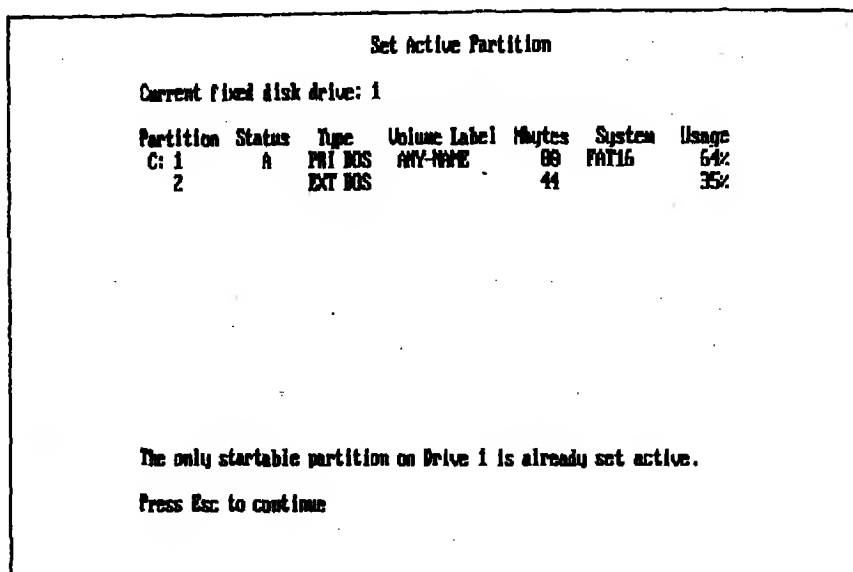 Set Active Partition
Current fixed disk drive: 1
Partition Status Type Volume Label Mbytes System Usage
C: 1 A PRI DOS ANY-NAME 80 FAT16 64%
2 EXT DOS 44 35%
The only startable partition on Drive 1 is already set active.
Press Esc to continue